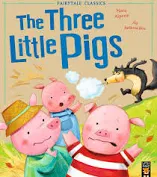 FAIRYTALE CLASSICS
The Three
Little Pigs